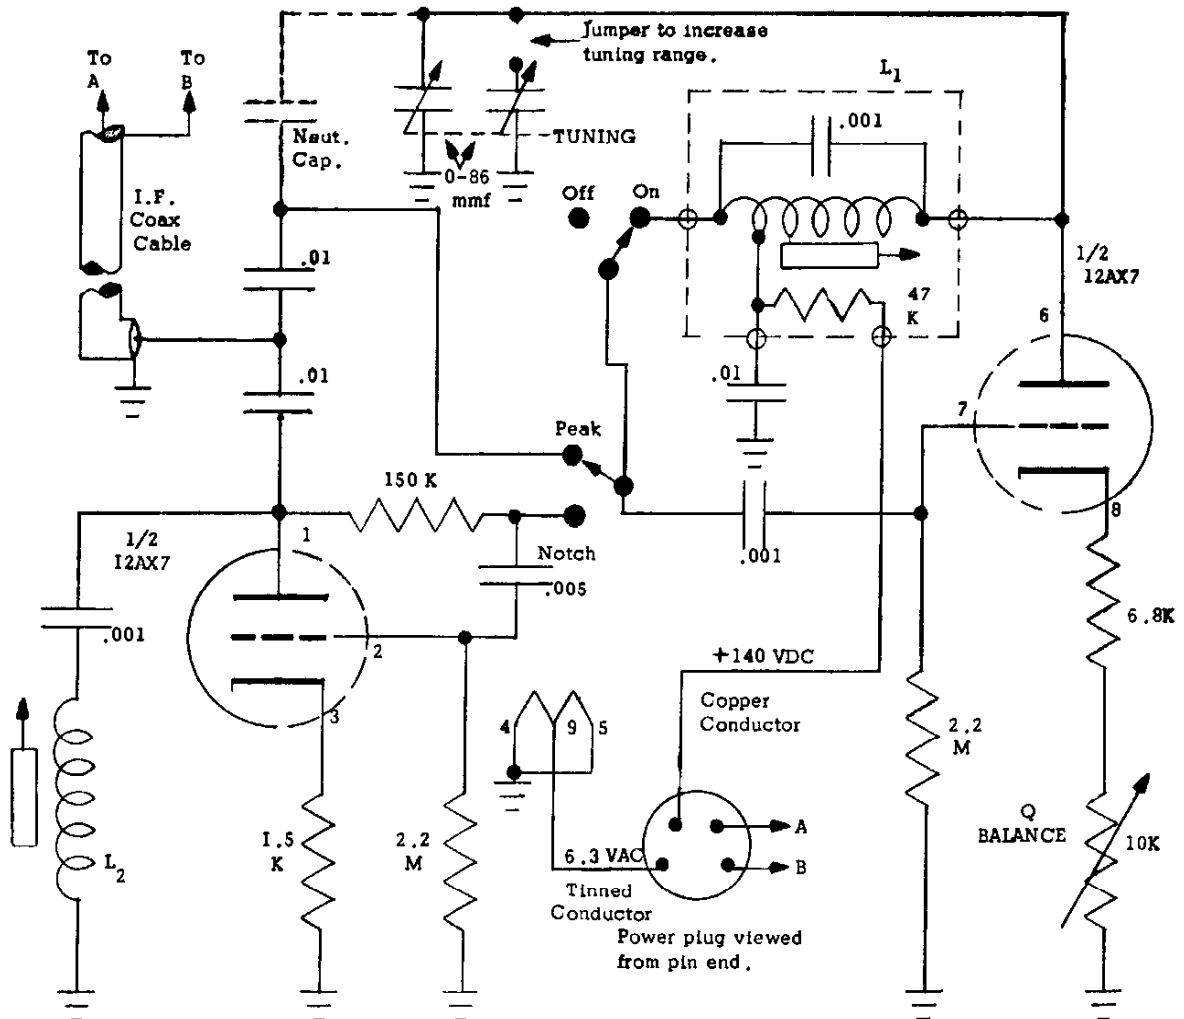 To
A
To
B
Jumper to increase
tuning range.
L1
.001
Neut.
Cap.
TUNING
0-86
mmf
Off
On
I.F.
Coax
Cable
1/2
12AX7
.01
47
K
6
.01
.01
7
Peak
150 K
8
1/2
12AX7
1
Notch
.001
.005
6.8K
.001
2
+140 VDC
Copper
Conductor
3
4
9
5
2.2
M
Q
BALANCE
10K
1.5
K
2.2
M
A
6.3 VAC
B
L2
Tinned
Conductor
Power plug viewed
from pin end.